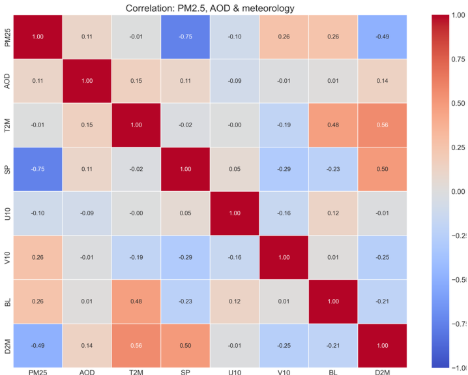 Correlation: PM2.5, AOD & meteorology
PM25 1.00 0.11 -0.01 -0.75 -0.10 0.26 0.26 -0.49
AOD 0.11 1.00 0.15 0.11 -0.09 -0.01 0.01 0.14
T2M -0.01 0.15 1.00 -0.02 -0.00 -0.19 0.48 0.56
SP -0.75 0.11 -0.02 1.00 0.05 -0.29 -0.23 0.50
U10 -0.10 -0.09 -0.00 0.05 1.00 -0.16 0.12 -0.01
V10 0.26 -0.01 -0.19 -0.29 -0.16 1.00 0.01 -0.25
BL 0.26 0.01 0.48 -0.23 0.12 0.01 1.00 -0.21
D2M -0.49 0.14 0.56 0.50 -0.01 -0.25 -0.21 1.00
PM25 AOD T2M SP U10 V10 BL D2M
1.00
0.75
0.50
0.25
0.00
-0.25
-0.50
-0.75
-1.00